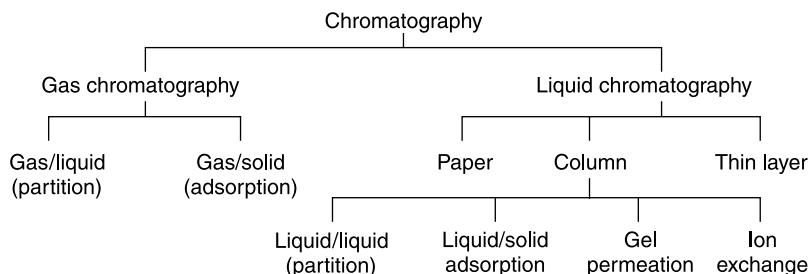 Chromatography
Gas chromatography
Liquid chromatography
Gas/liquid
(partition)
Gas/solid
(adsorption)
Paper
Column
Thin layer
Liquid/liquid
(partition)
Liquid/solid
adsorption
Gel
permeation
Ion
exchange